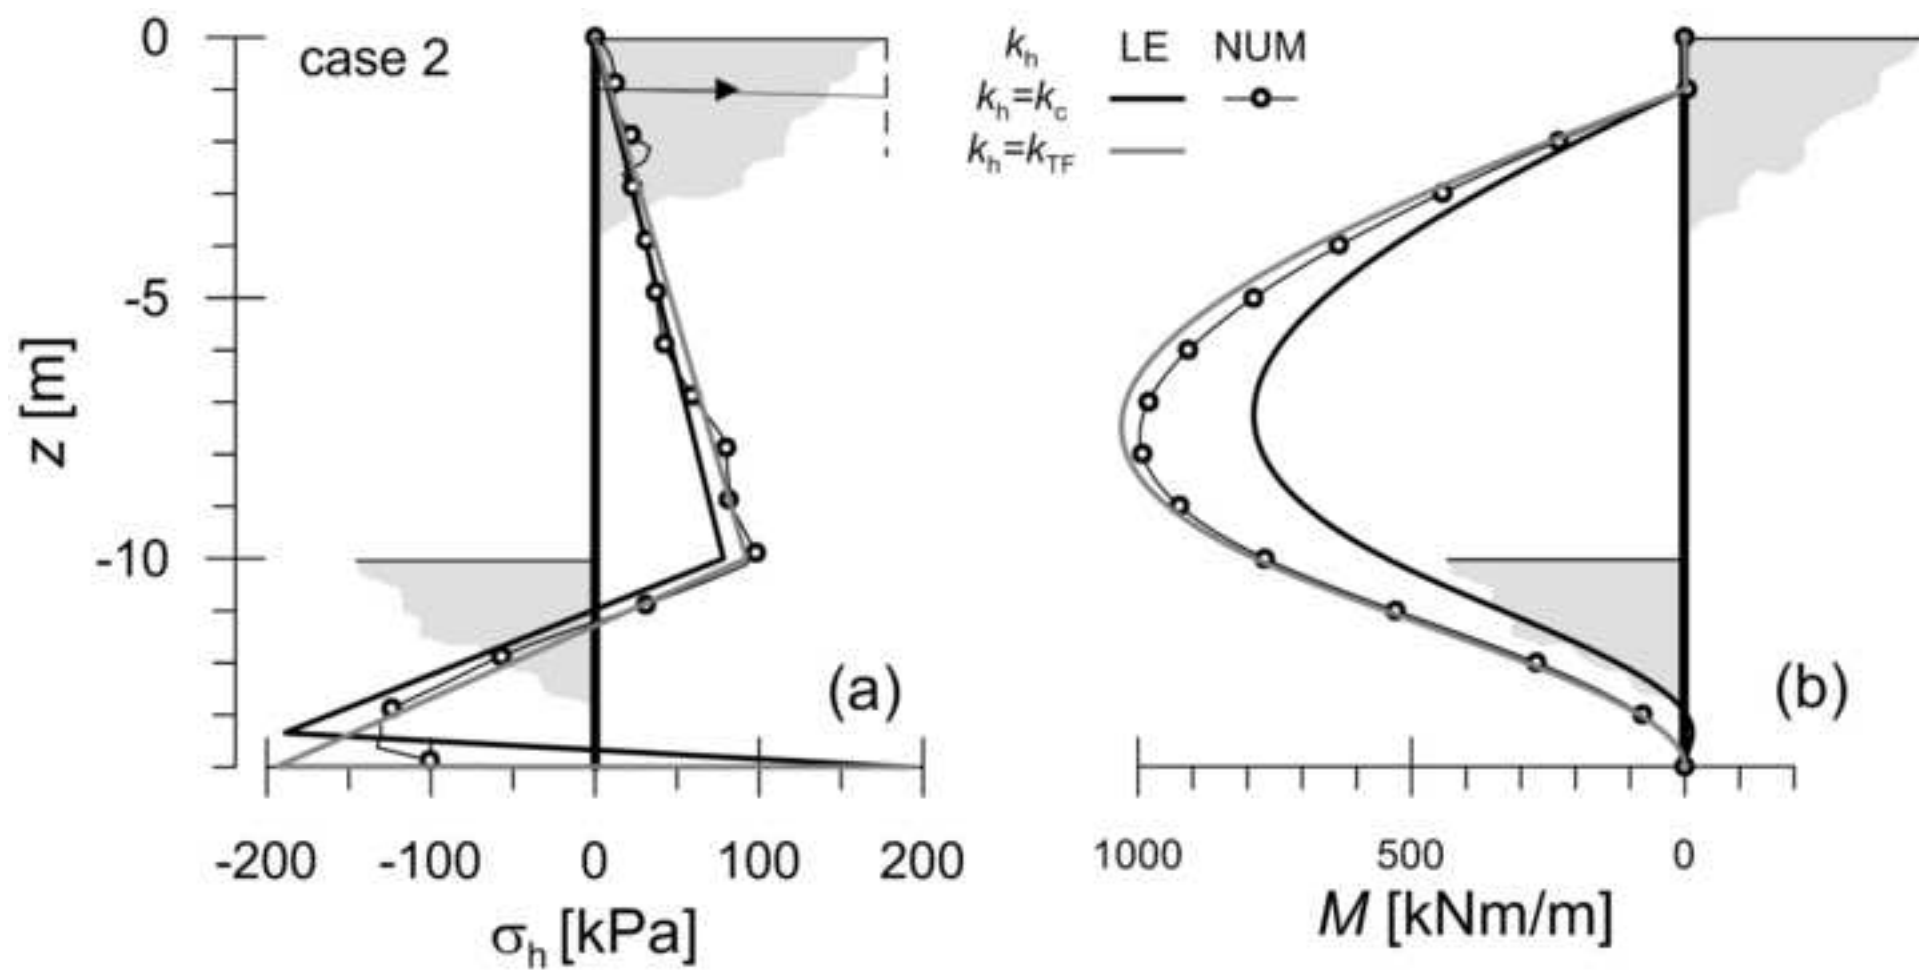 case 2
k_h LE NUM
k_h=k_c
k_h=k_TF
0
-5
-10
z [m]
(a)
(b)
-200 -100 0 100 200
1000 500 0
σ_h [kPa]
M [kNm/m]